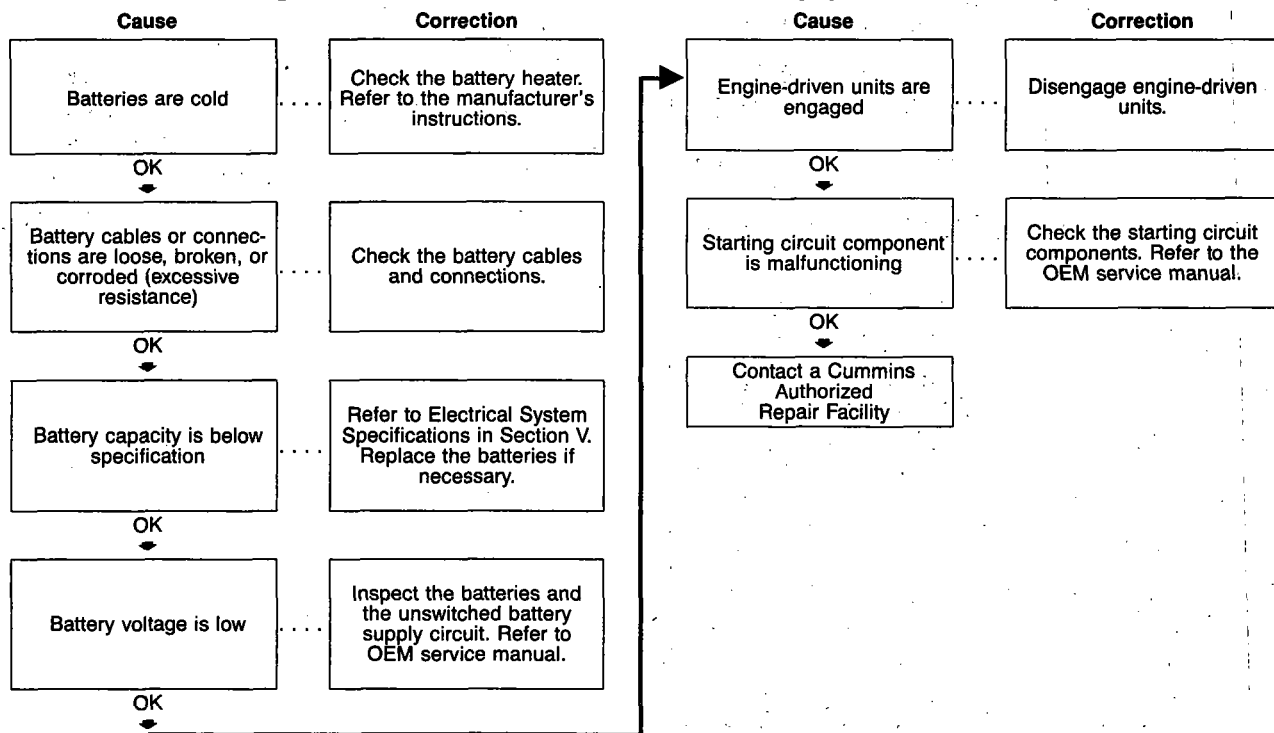 Cause
Correction
Batteries are cold
Check the battery heater.
Refer to the manufacturer's
instructions.
OK
Battery cables or connec-
tions are loose, broken, or
corroded (excessive
resistance)
Check the battery cables
and connections.
OK
Battery capacity is below
specification
Refer to Electrical System
Specifications in Section V.
Replace the batteries if
necessary.
OK
Battery voltage is low
Inspect the batteries and
the unswitched battery
supply circuit. Refer to
OEM service manual.
OK
Cause
Correction
Engine-driven units are
engaged
Disengage engine-driven
units.
OK
Starting circuit component
is malfunctioning
Check the starting circuit
components. Refer to the
OEM service manual.
OK
Contact a Cummins
Authorized
Repair Facility